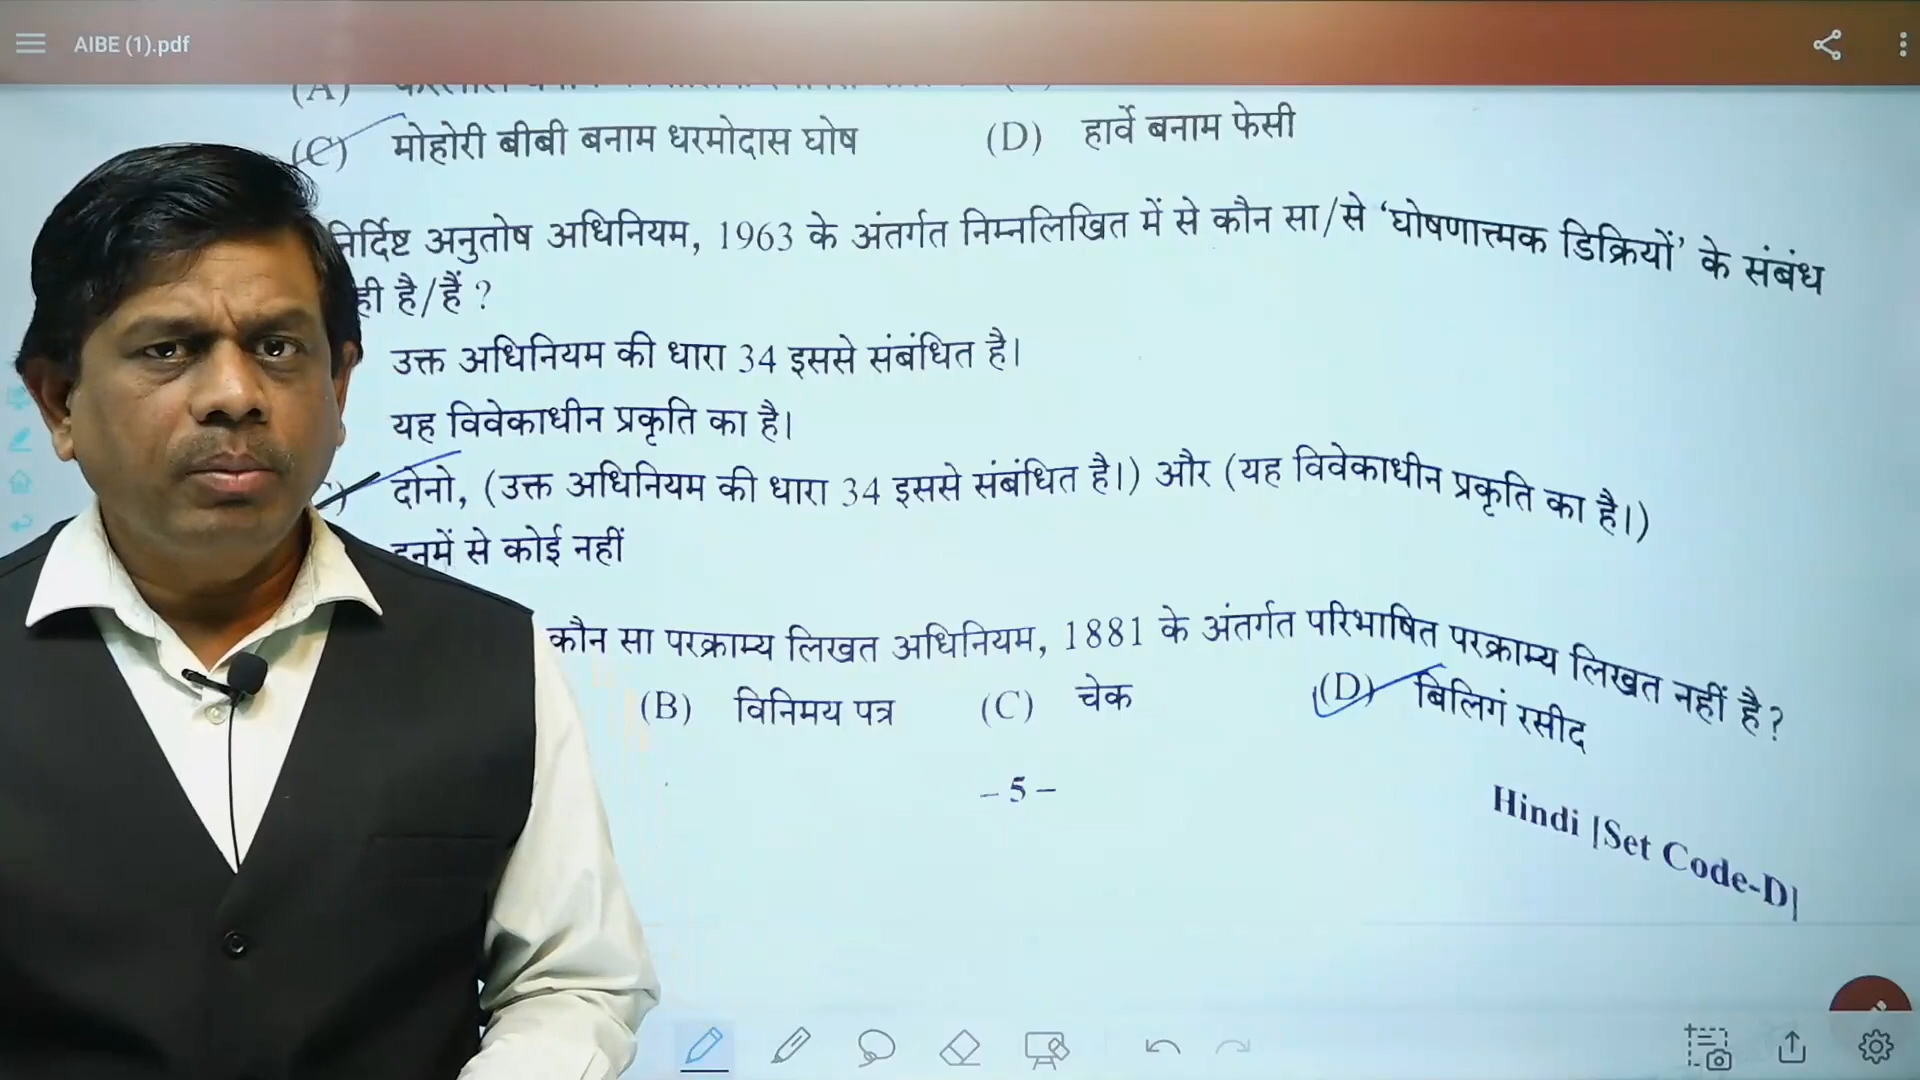 AIBE (1).pdf
(A)
(C) मोहोरी बीबी बनाम धरमोदास घोष (D) हार्वे बनाम फेसी
निर्दिष्ट अनुतोष अधिनियम, 1963 के अंतर्गत निम्नलिखित में से कौन सा/से ‘घोषणात्त्मक डिक्रियों’ के संबंध
ही है/हैं ?
उक्त अधिनियम की धारा 34 इससे संबंधित है।
यह विवेकाधीन प्रकृति का है।
दोनो, (उक्त अधिनियम की धारा 34 इससे संबंधित है।) और (यह विवेकाधीन प्रकृति का है।)
इनमें से कोई नहीं
कौन सा परक्राम्य लिखत अधिनियम, 1881 के अंतर्गत परिभाषित परक्राम्य लिखत नहीं है?
(B) विनिमय पत्र (C) चेक (D) बिलिगं रसीद
– 5 –
Hindi |Set Code-D|